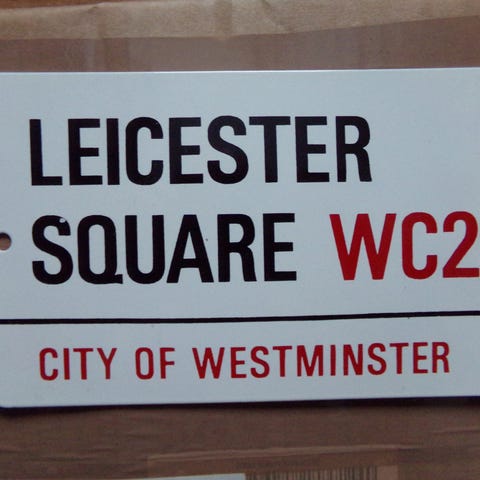 LEICESTER
SQUARE WC2
CITY OF WESTMINSTER